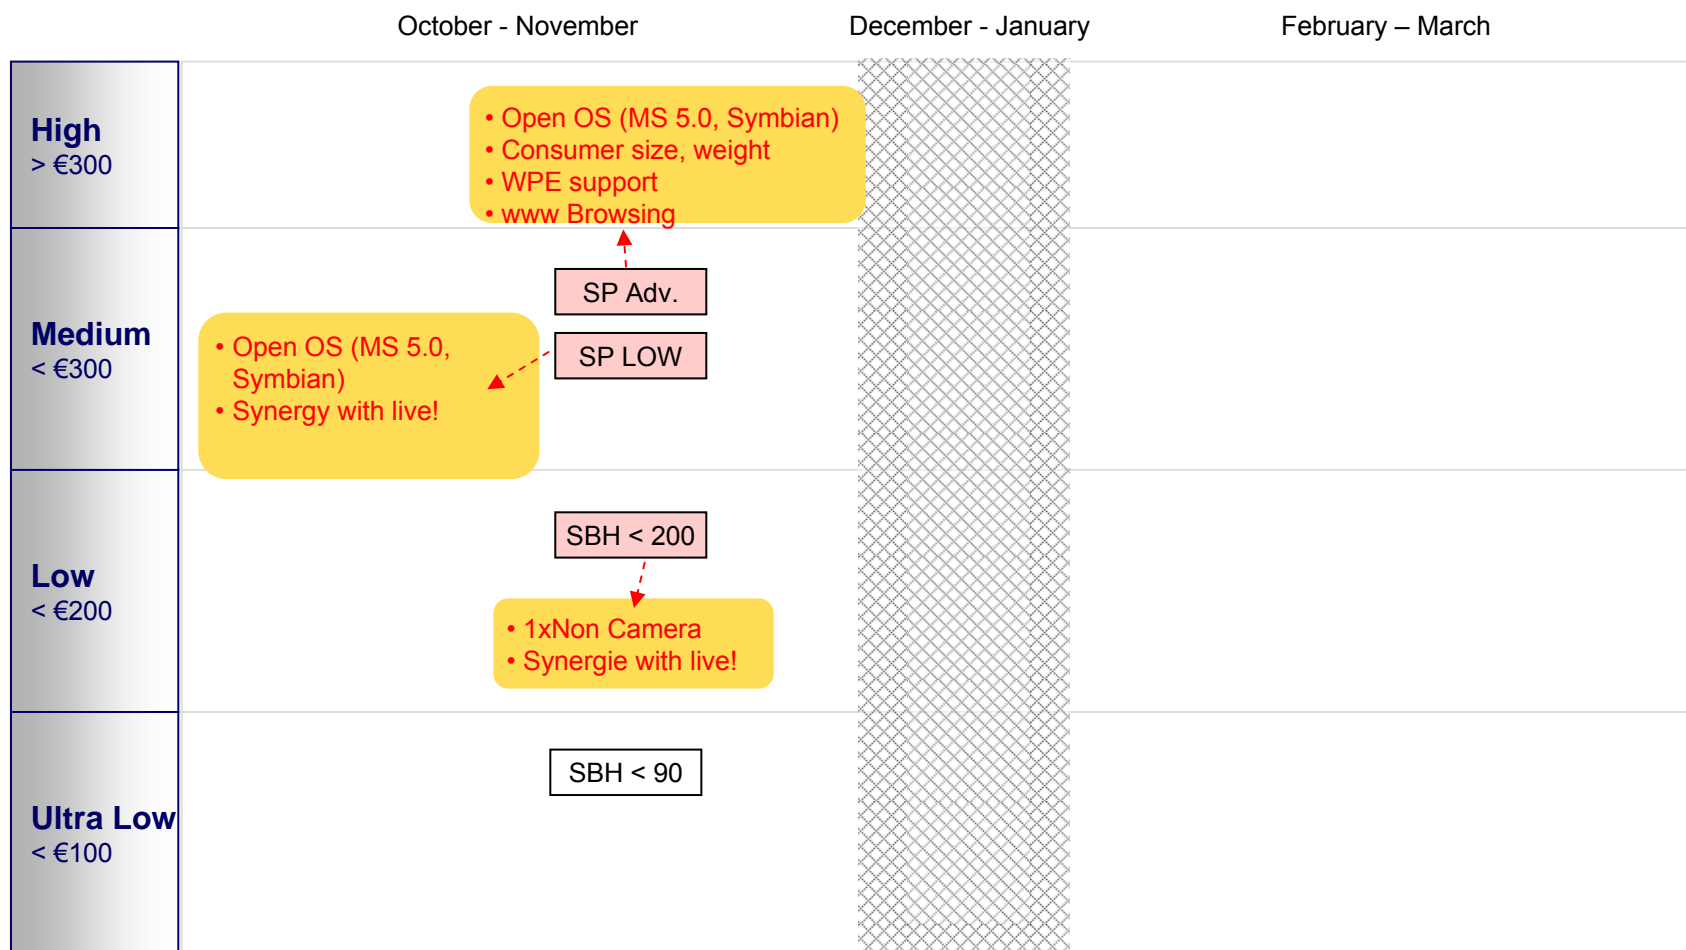 October - November
December - January
February – March
High
> €300
• Open OS (MS 5.0, Symbian)
• Consumer size, weight
• WPE support
• www Browsing
Medium
< €300
SP Adv.
SP LOW
• Open OS (MS 5.0,
Symbian)
• Synergy with live!
Low
< €200
SBH < 200
• 1xNon Camera
• Synergie with live!
Ultra Low
< €100
SBH < 90